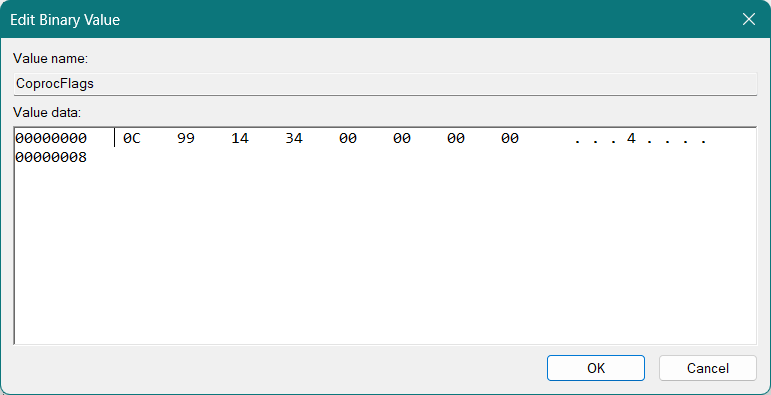 Edit Binary Value
Value name:
CoprocFlags
Value data:
00000000 0C 99 14 34 00 00 00 00 . . . 4 . . . .
00000008
OK Cancel